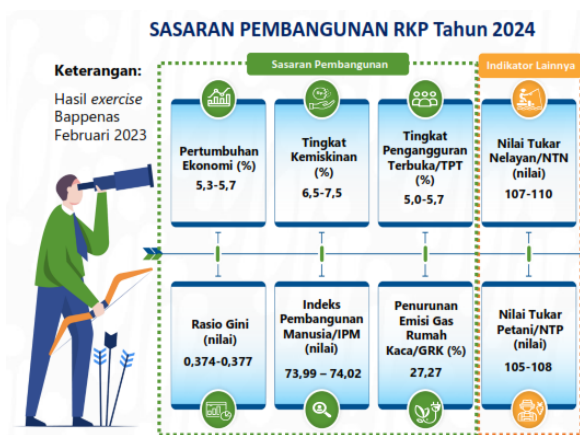 SASARAN PEMBANGUNAN RKP Tahun 2024
Keterangan:
Hasil exercise
Bappenas
Februari 2023
Sasaran Pembangunan
Indikator Lainnya
Pertumbuhan
Ekonomi (%)
5,3-5,7
Tingkat
Kemiskinan
(%)
6,5-7,5
Tingkat
Pengangguran
Terbuka/TPT
(%)
5,0-5,7
Nilai Tukar
Nelayan/NTN
(nilai)
107-110
Rasio Gini
(nilai)
0,374-0,377
Indeks
Pembangunan
Manusia/IPM
(nilai)
73,99 – 74,02
Penurunan
Emisi Gas
Rumah
Kaca/GRK (%)
27,27
Nilai Tukar
Petani/NTP
(nilai)
105-108